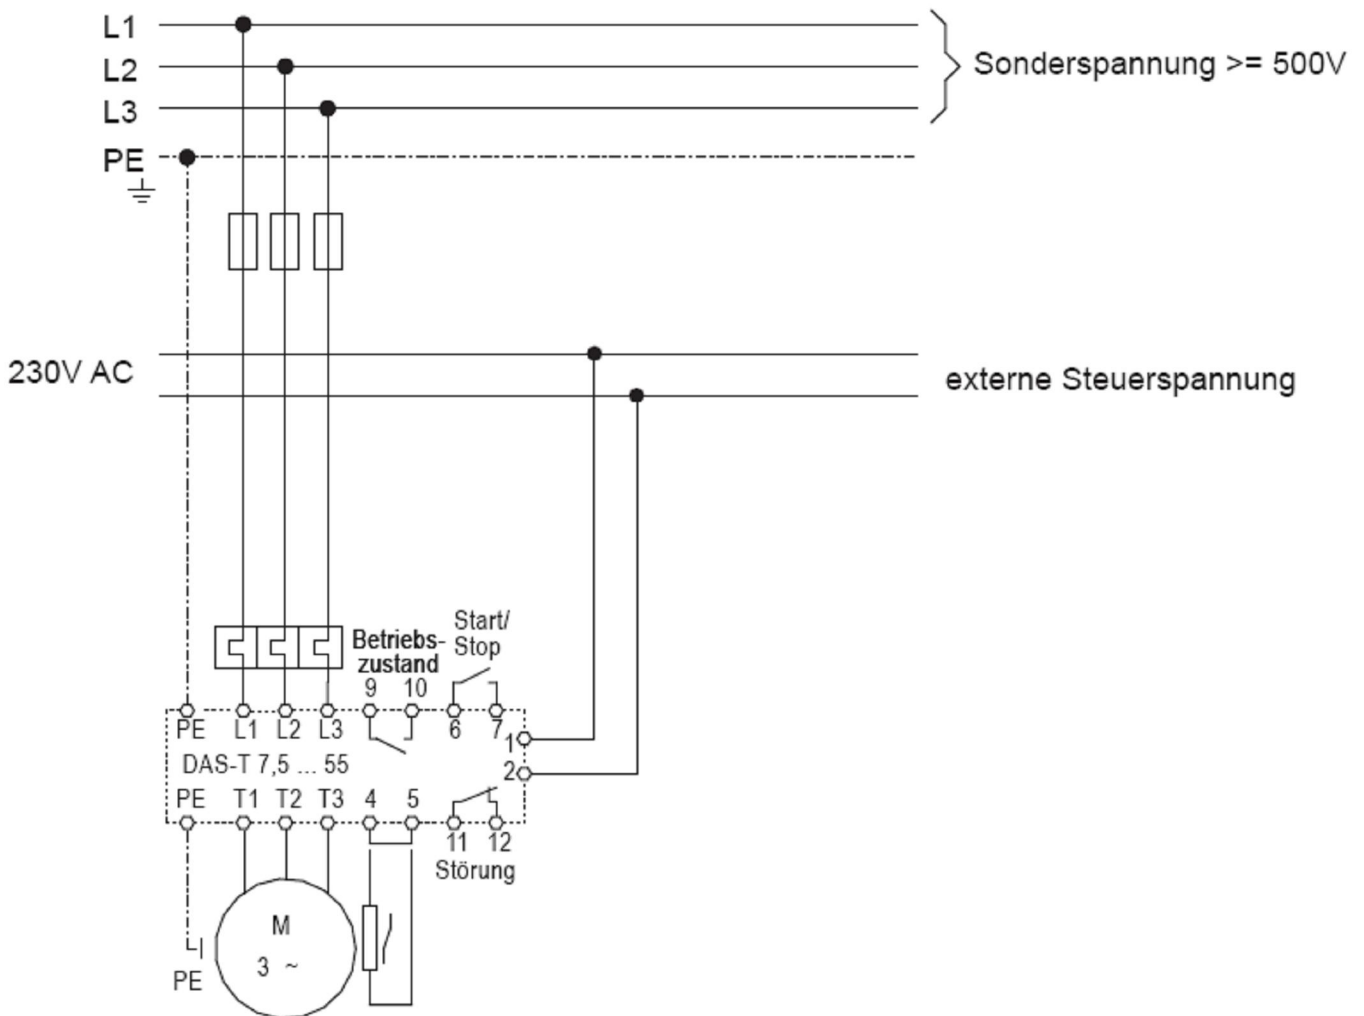 L1
L2
L3
PE
Sonderspannung >= 500V
230V AC
externe Steuerspannung
Start/
Stop
Betriebs-
zustand
9 10
PE L1 L2 L3 6 7
1
DAS-T 7,5 ... 55
2
PE T1 T2 T3 4 5
11 12
Störung
M
3 ~
PE